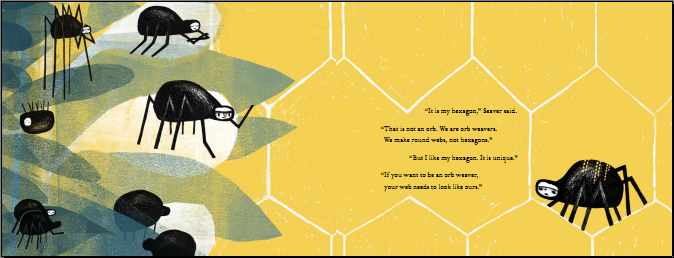 "It is my hexagon," Seaver said.
"That is not an orb. We are orb weavers.
We make round webs, not hexagons."
"But I like my hexagon. It is unique."
"If you want to be an orb weaver,
your web needs to look like ours."